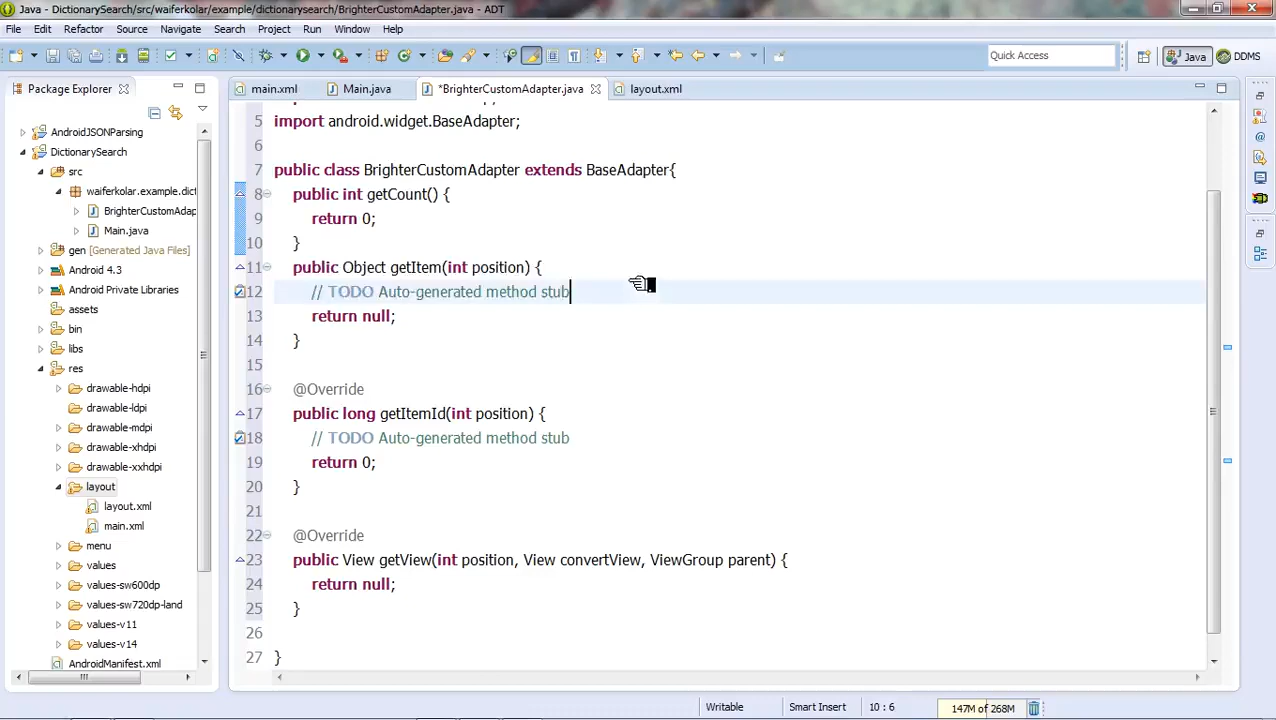 Java - DictionarySearch/src/waiferkolar/example/dictionarysearch/BrighterCustomAdapter.java - ADT
File Edit Refactor Source Navigate Search Project Run Window Help
Quick Access
Java
DDMS
Package Explorer
main.xml
Main.java
*BrighterCustomAdapter.java
layout.xml
AndroidJSONParsing
DictionarySearch
src
waiferkolar.example.dict
BrighterCustomAdap
Main.java
gen [Generated Java Files]
Android 4.3
Android Private Libraries
assets
bin
libs
res
drawable-hdpi
drawable-ldpi
drawable-mdpi
drawable-xhdpi
drawable-xxhdpi
layout
layout.xml
main.xml
menu
values
values-sw600dp
values-sw720dp-land
values-v11
values-v14
AndroidManifest.xml
5 import android.widget.BaseAdapter;
6
7 public class BrighterCustomAdapter extends BaseAdapter{
8 public int getCount() {
9 return 0;
10 }
11 public Object getItem(int position) {
12 // TODO Auto-generated method stub
13 return null;
14 }
15
16 @Override
17 public long getItemId(int position) {
18 // TODO Auto-generated method stub
19 return 0;
20 }
21
22 @Override
23 public View getView(int position, View convertView, ViewGroup parent) {
24 return null;
25 }
26
27 }
Writable
Smart Insert
10 : 6
147M of 268M